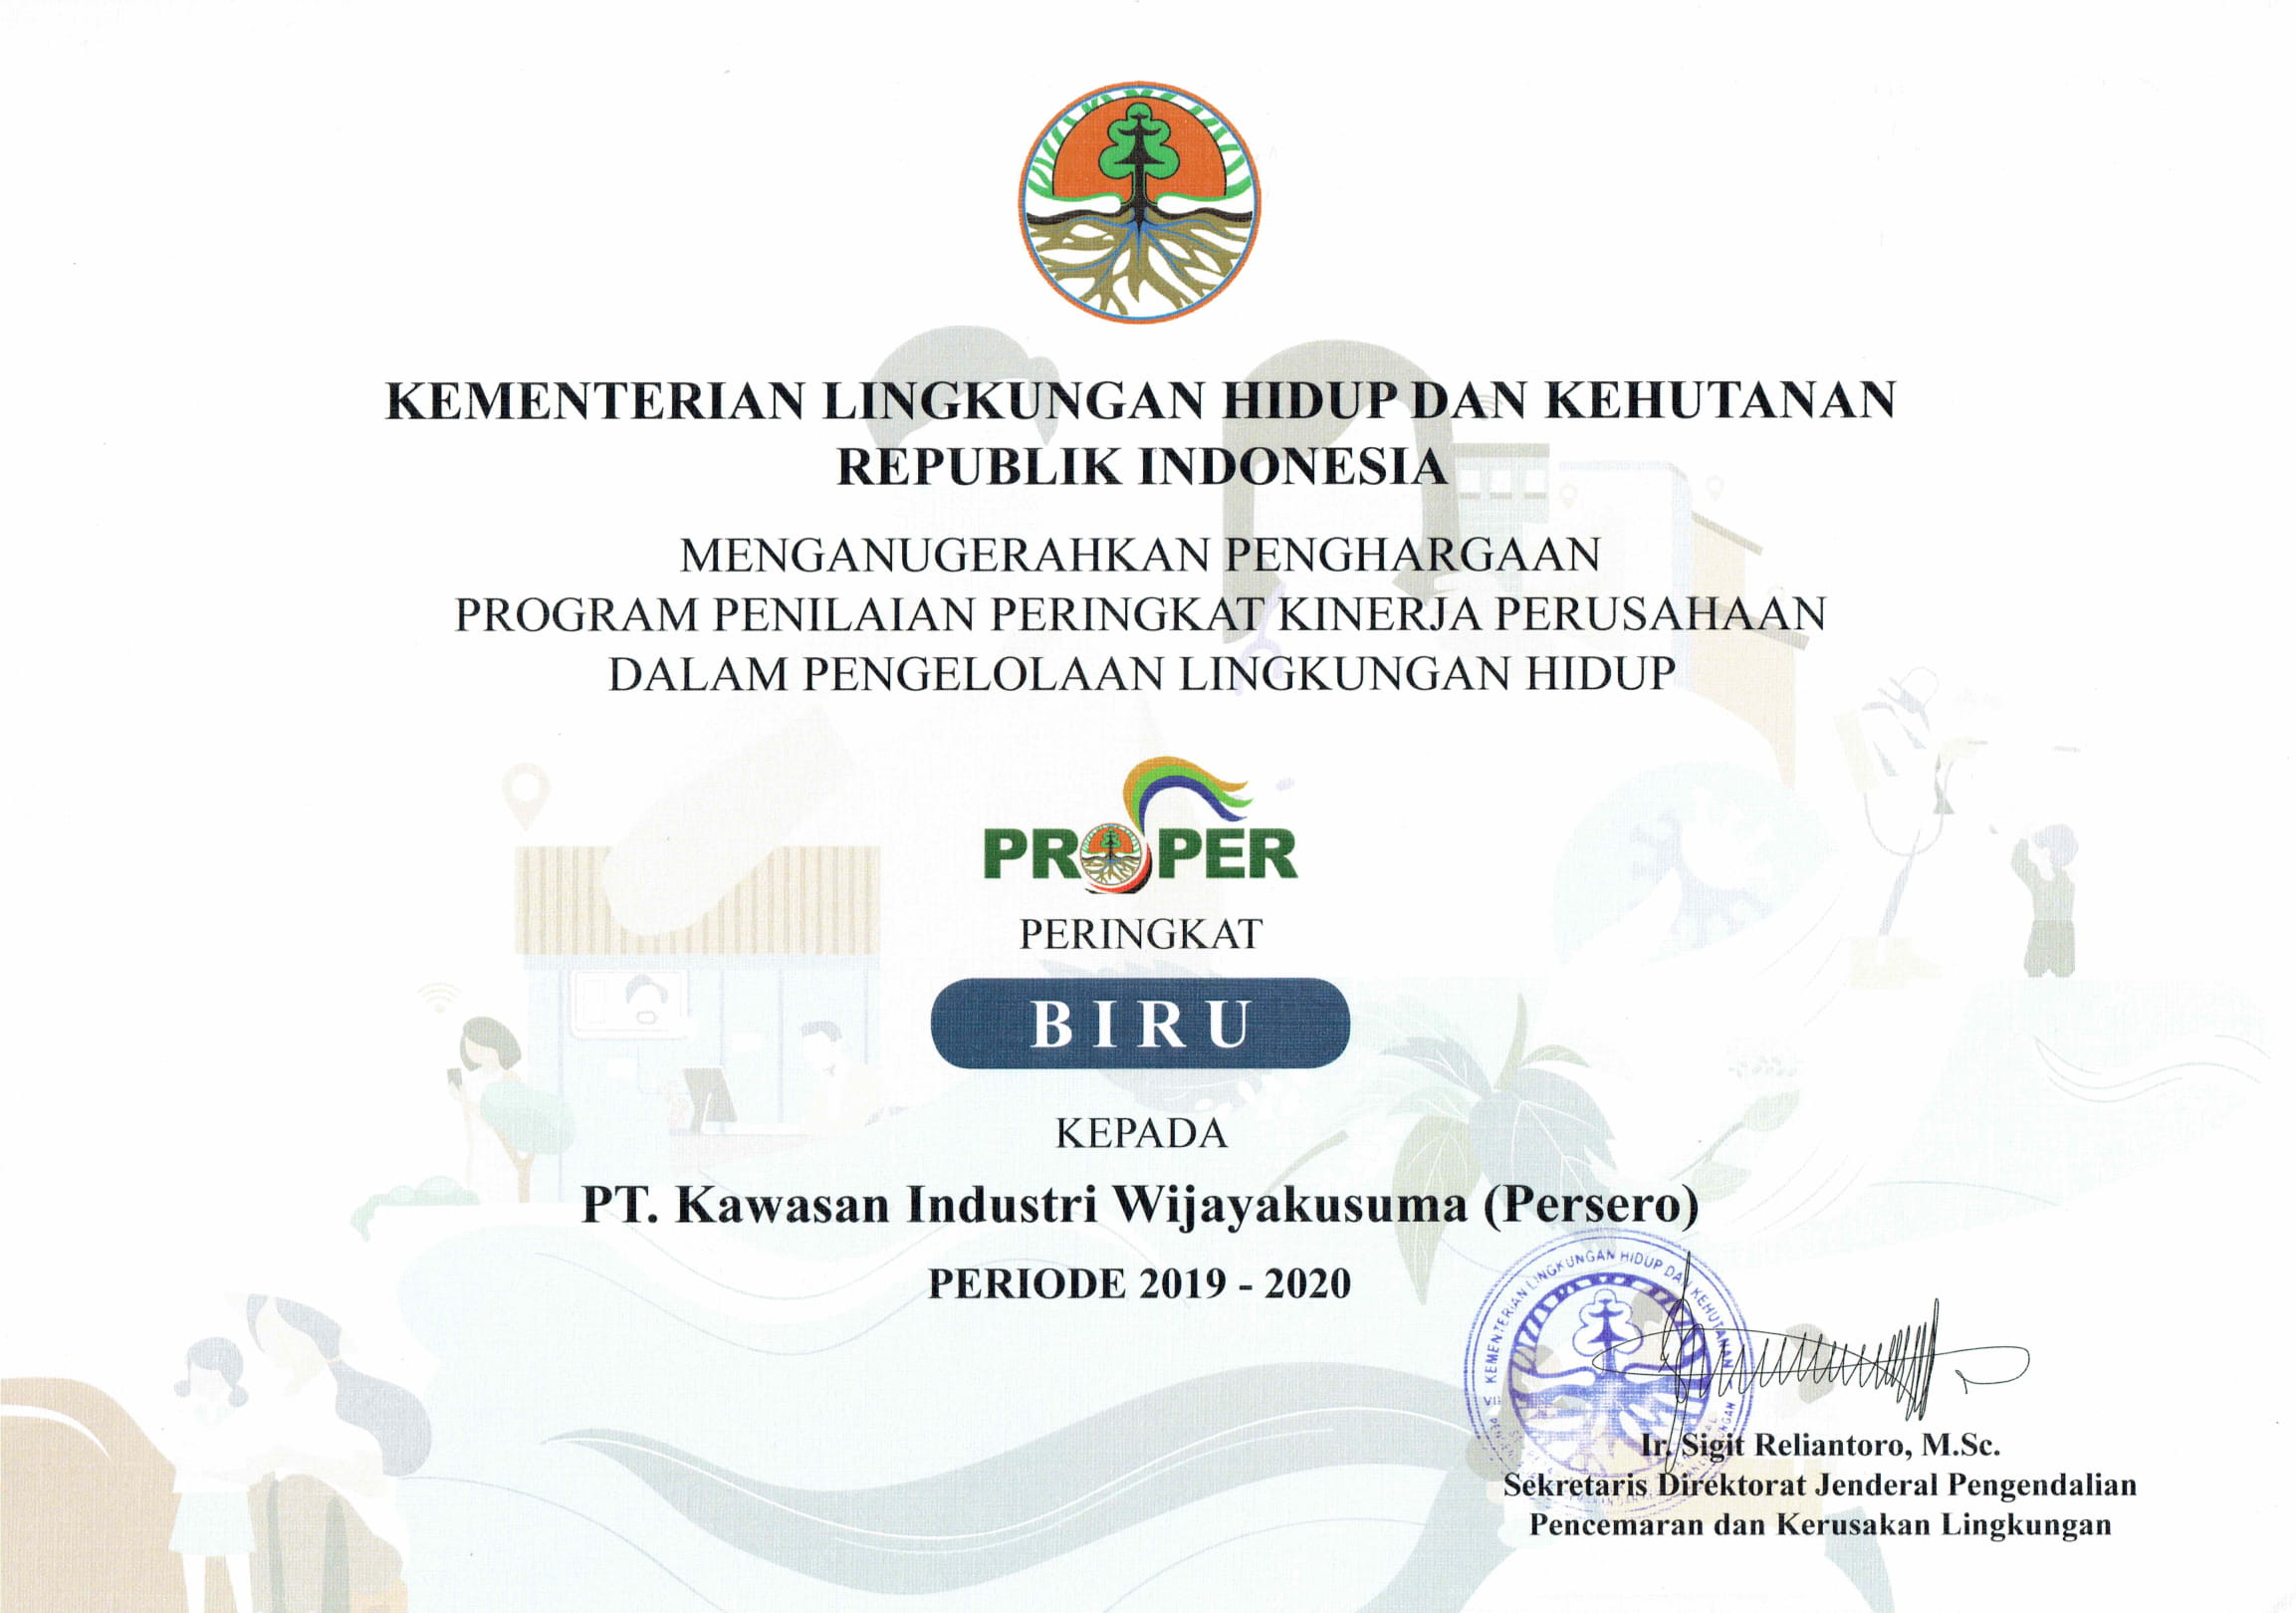 KEMENTERIAN LINGKUNGAN HIDUP DAN KEHUTANAN
REPUBLIK INDONESIA
MENGANUGERAHKAN PENGHARGAAN
PROGRAM PENILAIAN PERINGKAT KINERJA PERUSAHAAN
DALAM PENGELOLAAN LINGKUNGAN HIDUP
PROPER
PERINGKAT
BIRU
KEPADA
PT. Kawasan Industri Wijayakusuma (Persero)
PERIODE 2019 - 2020
KEMENTERIAN LINGKUNGAN HIDUP DAN KEHUTANAN
Ir. Sigit Reliantoro, M.Sc.
Sekretaris Direktorat Jenderal Pengendalian
Pencemaran dan Kerusakan Lingkungan